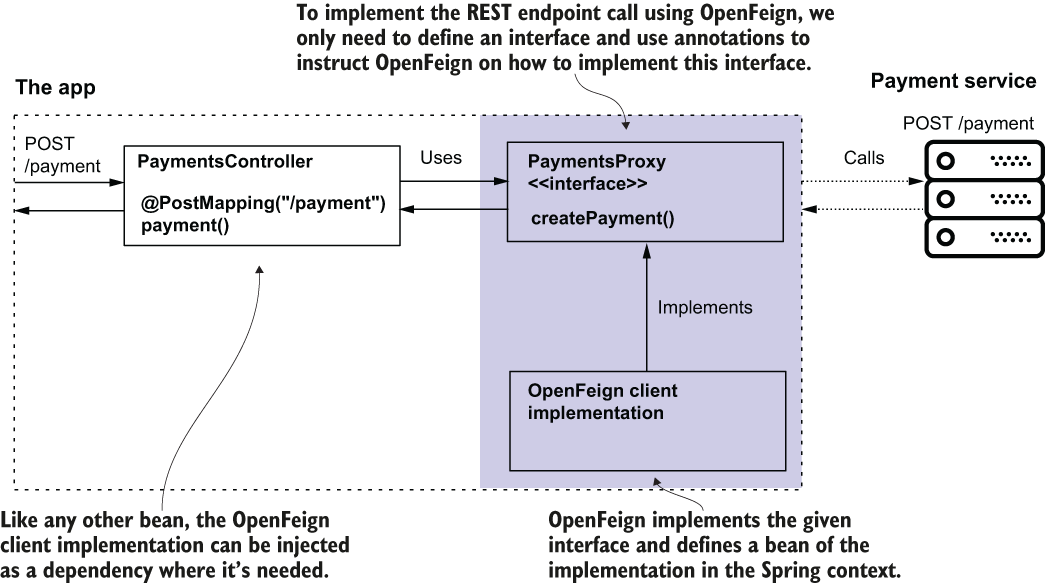 To implement the REST endpoint call using OpenFeign, we
only need to define an interface and use annotations to
instruct OpenFeign on how to implement this interface.
The app
Payment service
POST /payment
POST
/payment
PaymentsController
@PostMapping("/payment")
payment()
Uses
PaymentsProxy
<<interface>>
createPayment()
Calls
Implements
OpenFeign client
implementation
Like any other bean, the OpenFeign
client implementation can be injected
as a dependency where it's needed.
OpenFeign implements the given
interface and defines a bean of the
implementation in the Spring context.